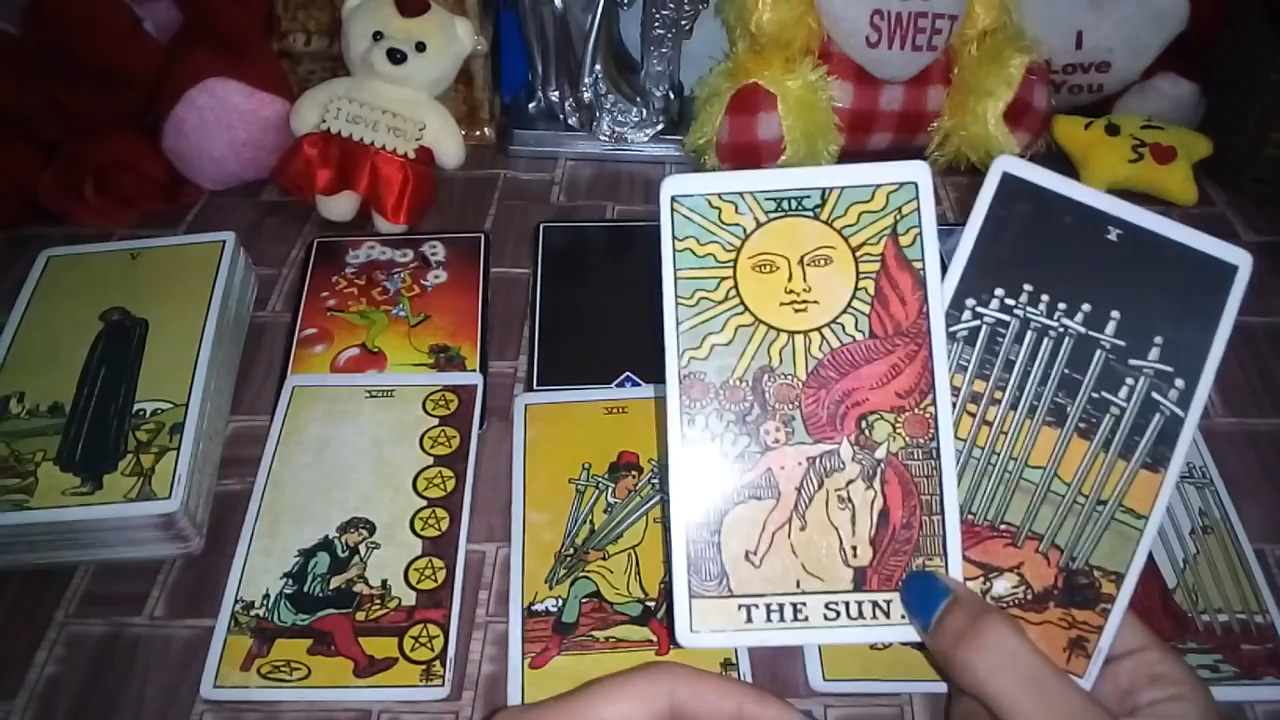 I LOVE YOU
SWEET
I
Love
You
V
VIII
VII
XIX
THE SUN.
X